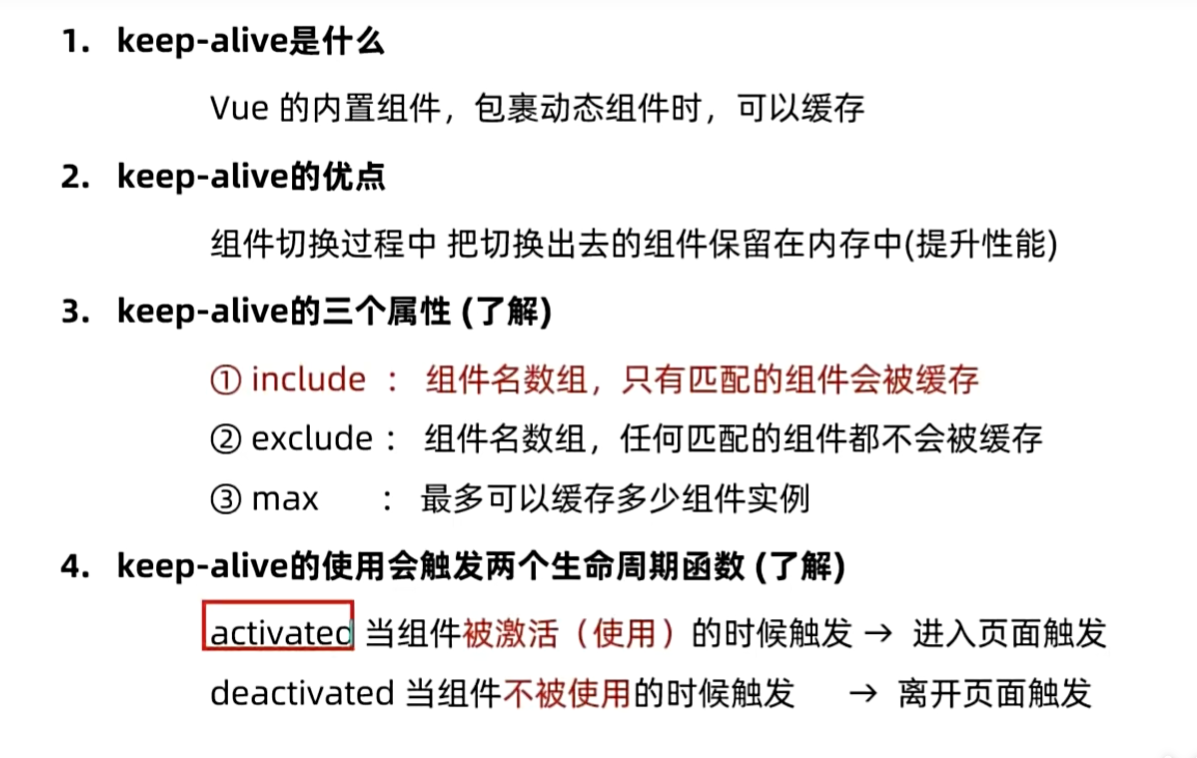 1. keep-alive是什么
Vue 的内置组件，包裹动态组件时，可以缓存
2. keep-alive的优点
组件切换过程中 把切换出去的组件保留在内存中(提升性能)
3. keep-alive的三个属性 (了解)
① include ： 组件名数组，只有匹配的组件会被缓存
② exclude ： 组件名数组，任何匹配的组件都不会被缓存
③ max ： 最多可以缓存多少组件实例
4. keep-alive的使用会触发两个生命周期函数 (了解)
activated 当组件被激活（使用）的时候触发 → 进入页面触发
deactivated 当组件不被使用的时候触发 → 离开页面触发